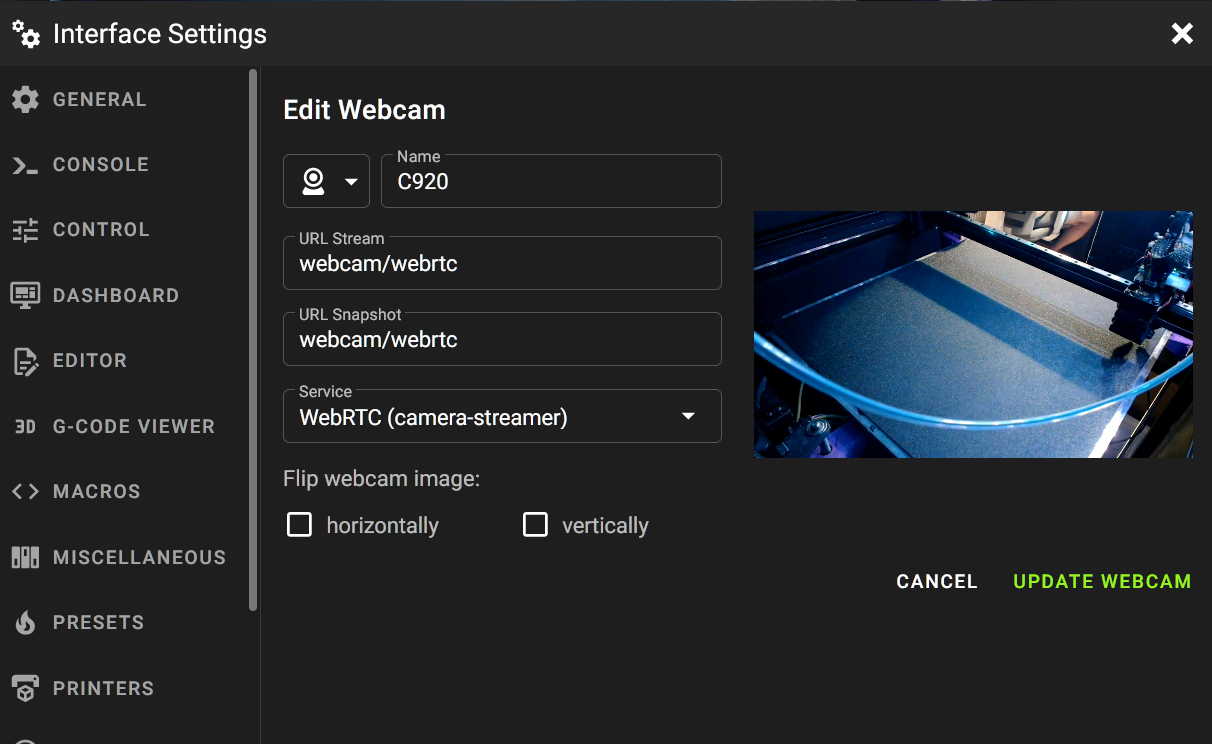 Interface Settings
GENERAL
CONSOLE
CONTROL
DASHBOARD
EDITOR
3D G-CODE VIEWER
MACROS
MISCELLANEOUS
PRESETS
PRINTERS
Edit Webcam
Name
C920
URL Stream
webcam/webrtc
URL Snapshot
webcam/webrtc
Service
WebRTC (camera-streamer)
Flip webcam image:
horizontally vertically
CANCEL UPDATE WEBCAM